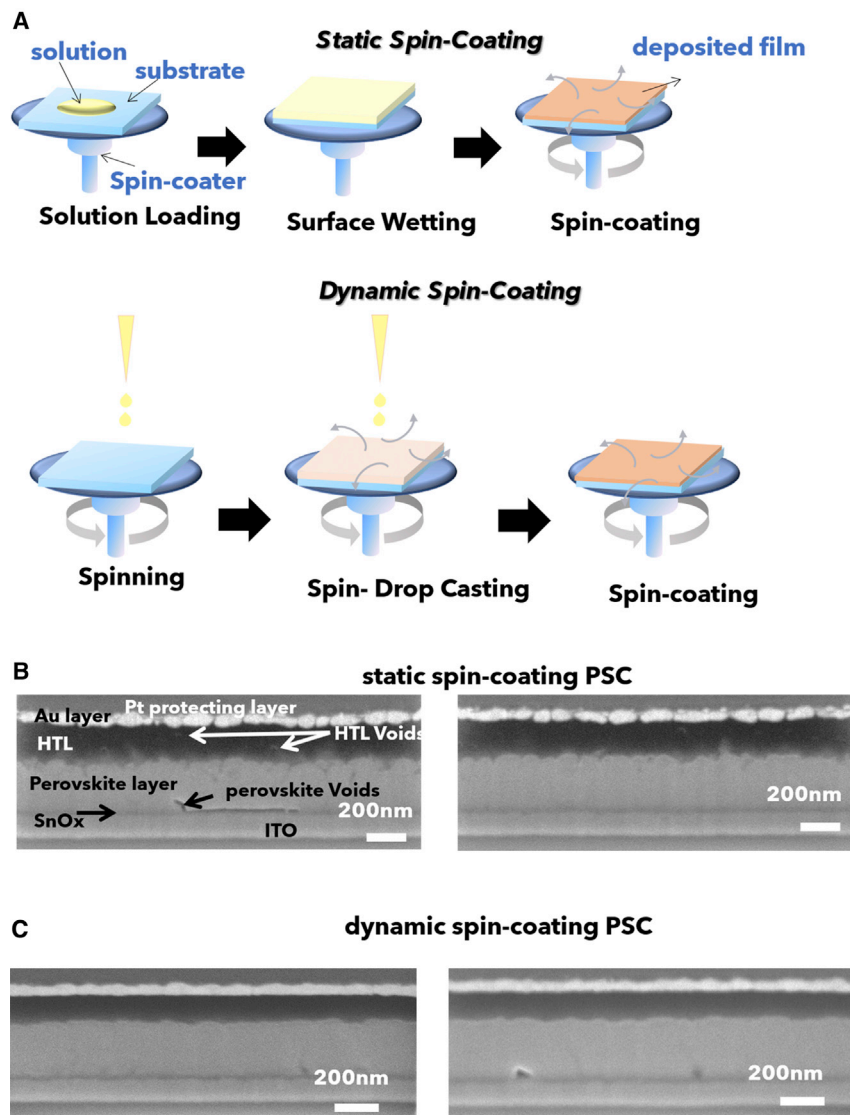 A
Static Spin-Coating
solution
substrate
deposited film
Spin-coater
Solution Loading
Surface Wetting
Spin-coating
Dynamic Spin-Coating
Spinning
Spin- Drop Casting
Spin-coating
B
static spin-coating PSC
Pt protecting layer
Au layer
HTL
HTL Voids
Perovskite layer
perovskite Voids
200nm
SnOx
ITO
200nm
C
dynamic spin-coating PSC
200nm
200nm